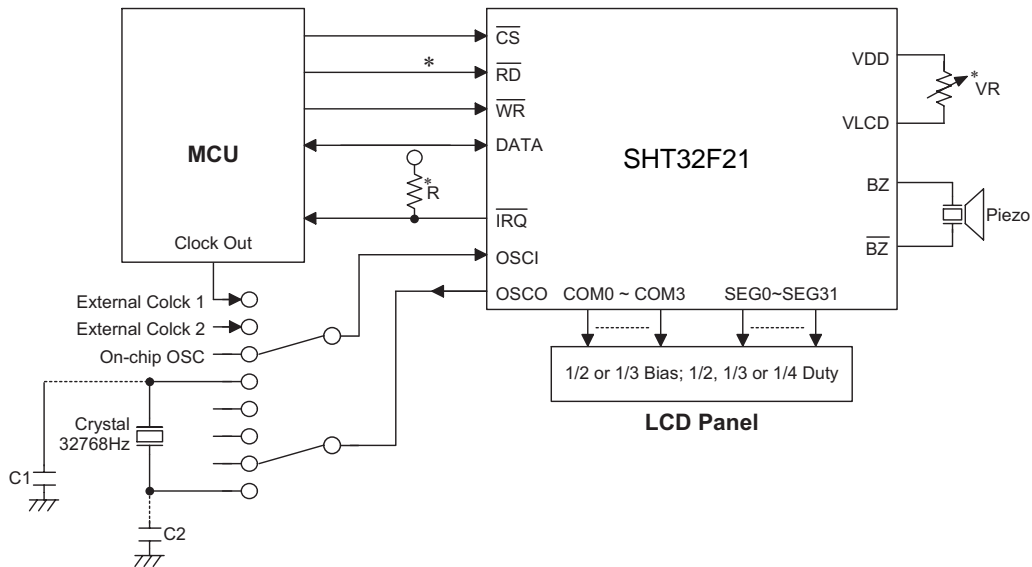 MCU
Clock Out
CS
RD
WR
DATA
IRQ
OSCI
OSCO
*
*
R
SHT32F21
VDD
VLCD
*
VR
BZ
BZ
Piezo
COM0 ~ COM3
SEG0~SEG31
1/2 or 1/3 Bias; 1/2, 1/3 or 1/4 Duty
LCD Panel
External Colck 1
External Colck 2
On-chip OSC
Crystal
32768Hz
C1
C2